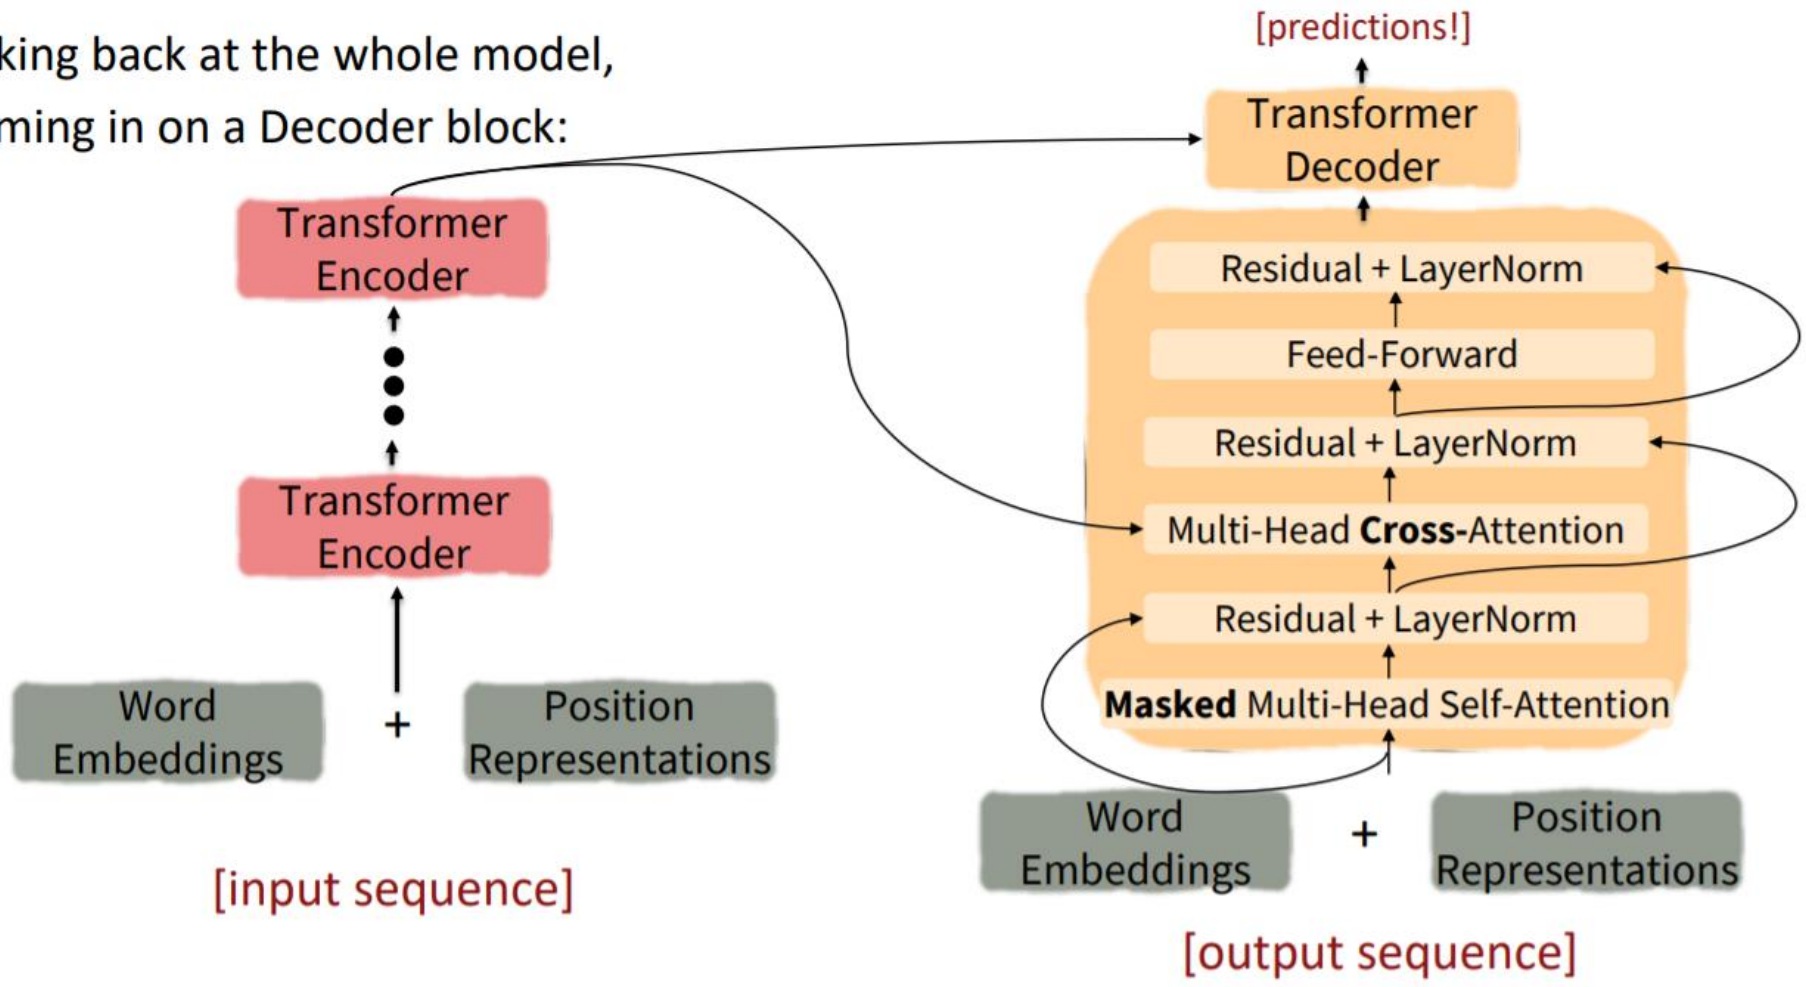 king back at the whole model,
ming in on a Decoder block:
[predictions!]
Transformer
Decoder
Transformer
Encoder
Transformer
Encoder
Word
Embeddings
+
Position
Representations
[input sequence]
Residual + LayerNorm
Feed-Forward
Residual + LayerNorm
Multi-Head Cross-Attention
Residual + LayerNorm
Masked Multi-Head Self-Attention
Word
Embeddings
+
Position
Representations
[output sequence]